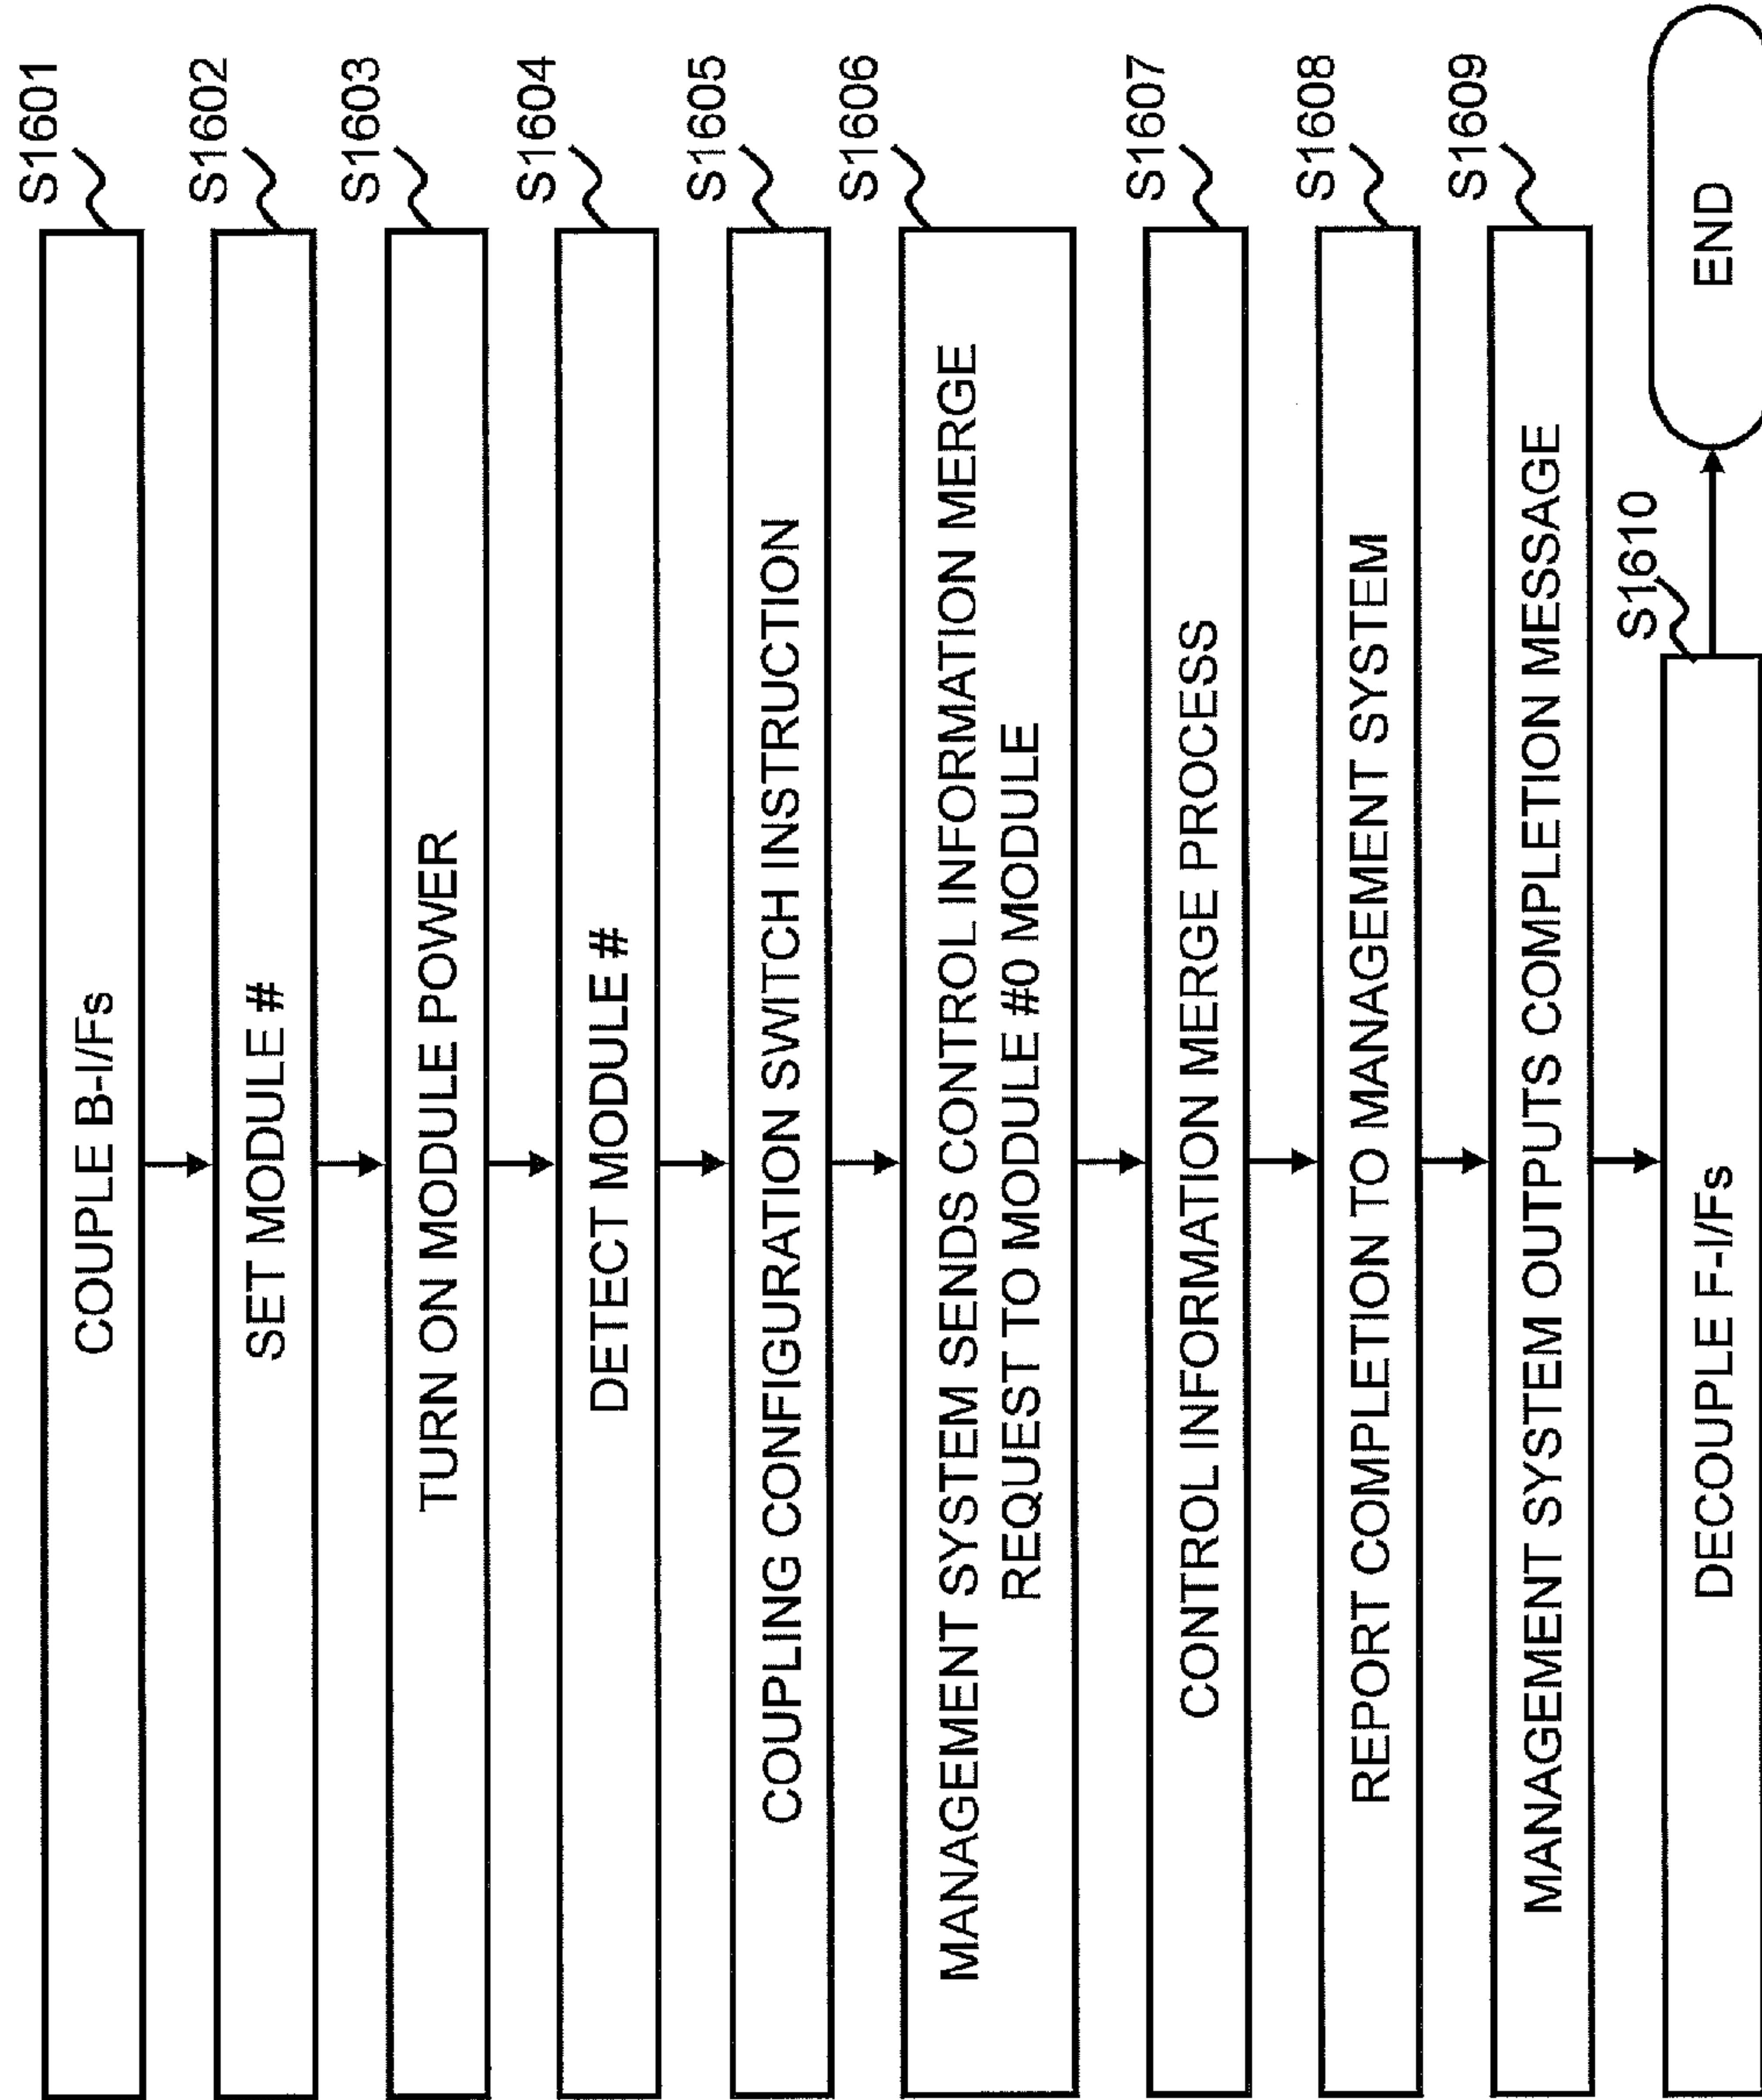 COUPLE B-I/Fs
S1601
SET MODULE #
S1602
TURN ON MODULE POWER
S1603
DETECT MODULE #
S1604
COUPLING CONFIGURATION SWITCH INSTRUCTION
S1605
MANAGEMENT SYSTEM SENDS CONTROL INFORMATION MERGE
REQUEST TO MODULE #0 MODULE
S1606
CONTROL INFORMATION MERGE PROCESS
S1607
REPORT COMPLETION TO MANAGEMENT SYSTEM
S1608
MANAGEMENT SYSTEM OUTPUTS COMPLETION MESSAGE
S1609
DECOUPLE F-I/Fs
S1610
END